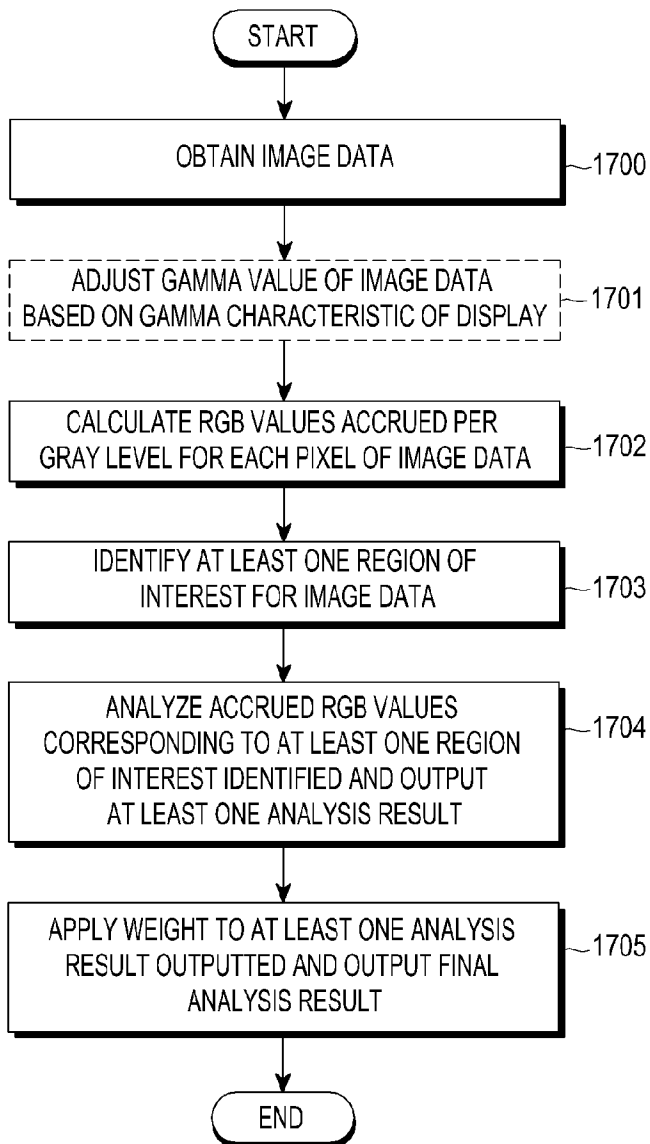 START
OBTAIN IMAGE DATA
1700
ADJUST GAMMA VALUE OF IMAGE DATA
BASED ON GAMMA CHARACTERISTIC OF DISPLAY
1701
CALCULATE RGB VALUES ACCRUED PER
GRAY LEVEL FOR EACH PIXEL OF IMAGE DATA
1702
IDENTIFY AT LEAST ONE REGION OF
INTEREST FOR IMAGE DATA
1703
ANALYZE ACCRUED RGB VALUES
CORRESPONDING TO AT LEAST ONE REGION
OF INTEREST IDENTIFIED AND OUTPUT
AT LEAST ONE ANALYSIS RESULT
1704
APPLY WEIGHT TO AT LEAST ONE ANALYSIS
RESULT OUTPUTTED AND OUTPUT FINAL
ANALYSIS RESULT
1705
END